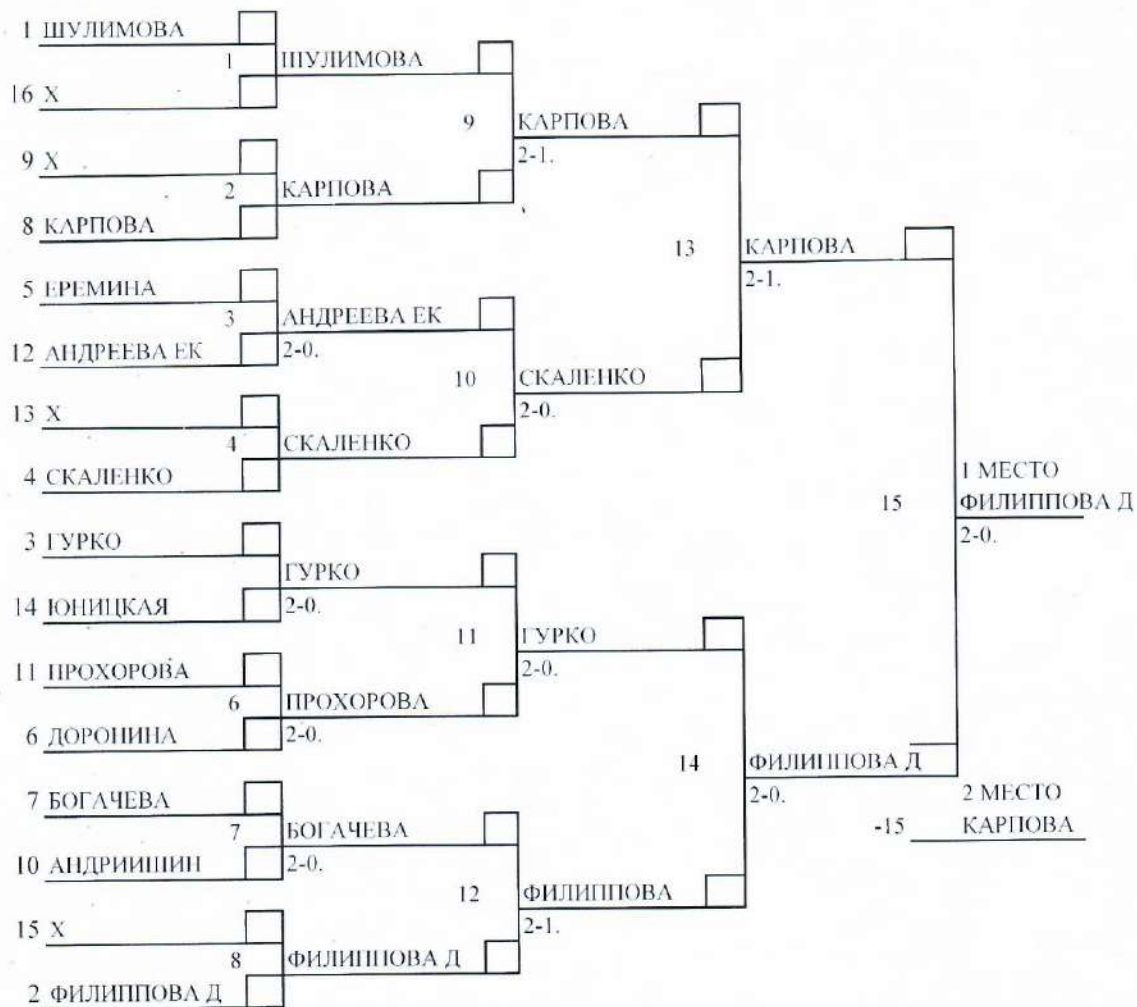 1 ШУЛИМОВА
1 ШУЛИМОВА
16 Х
9 КАРПОВА
2-1.
9 Х
2 КАРПОВА
8 КАРПОВА
13 КАРПОВА
2-1.
5 ЕРЕМИНА
3 АНДРЕЕВА ЕК
12 АНДРЕЕВА ЕК
2-0.
10 СКАЛЕНКО
2-0.
13 Х
4 СКАЛЕНКО
4 СКАЛЕНКО
15
1 МЕСТО
ФИЛИППОВА Д
2-0.
3 ГУРКО
ГУРКО
14 ЮНИЦКАЯ
2-0.
11 ГУРКО
2-0.
11 ПРОХОРОВА
6 ПРОХОРОВА
6 ДОРОНИНА
2-0.
14 ФИЛИППОВА Д
2-0.
7 БОГАЧЕВА
2 МЕСТО
7 БОГАЧЕВА
-15 КАРПОВА
10 АНДРИИШИН
2-0.
12 ФИЛИППОВА
2-1.
15 Х
8 ФИЛИППОВА Д
2 ФИЛИППОВА Д